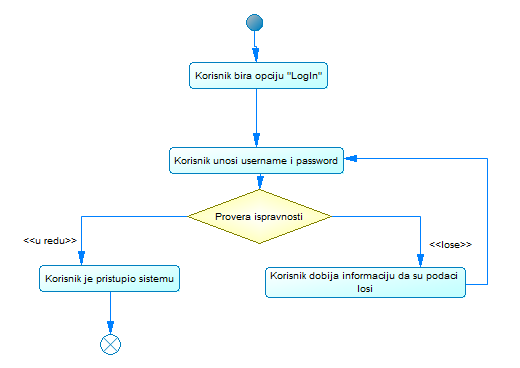 Korisnik bira opciju "LogIn"
Korisnik unosi username i password
Provera ispravnosti
<<u redu>>
<<lose>>
Korisnik je pristupio sistemu
Korisnik dobija informaciju da su podaci
losi